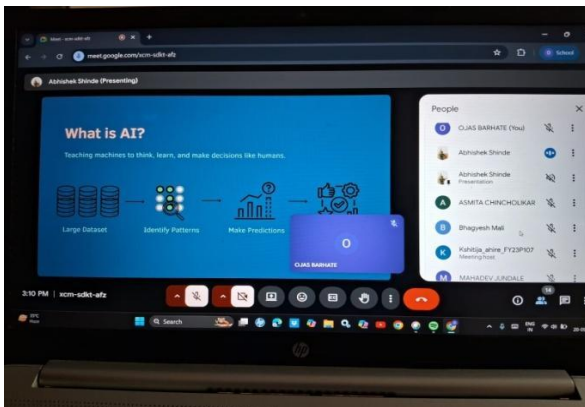 Meet - xcm-sdkt-afz
meet.google.com/xcm-sdkt-afz
School
Abhishek Shinde (Presenting)
What is AI?
Teaching machines to think, learn, and make decisions like humans.
Large Dataset
Identify Patterns
Make Predictions
O
OJAS BARHATE
People
O OJAS BARHATE (You)
Abhishek Shinde
Abhishek Shinde
Presentation
A ASMITA CHINCHOLIKAR
B Bhagyesh Mali
K Kshitija_ahire_FY23P107
Meeting host
M MAHADEV JUNDALE
3:10 PM | xcm-sdkt-afz
14
Search
ENG
IN
hp